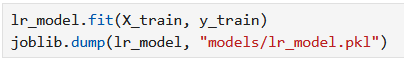 lr_model.fit(X_train, y_train)
joblib.dump(lr_model, "models/lr_model.pkl")